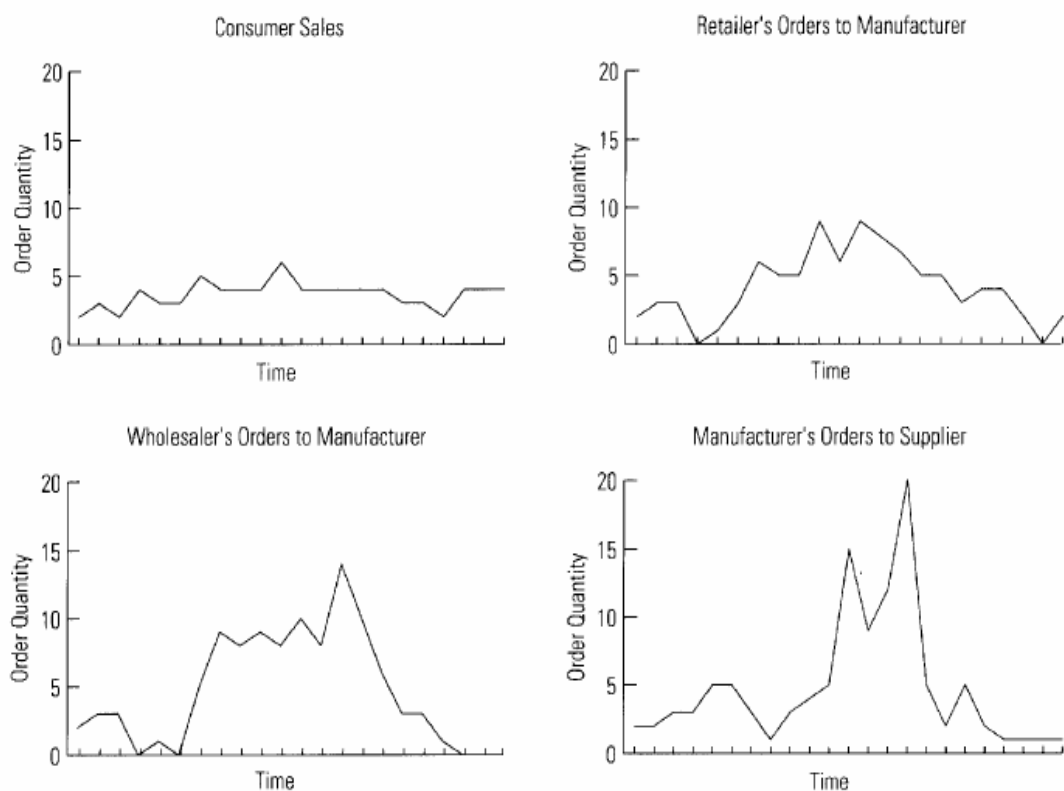 Consumer Sales
20
15
10
5
0
Order Quantity
Time
Retailer's Orders to Manufacturer
20
15
10
5
0
Order Quantity
Time
Wholesaler's Orders to Manufacturer
20
15
10
5
0
Order Quantity
Time
Manufacturer's Orders to Supplier
20
15
10
5
0
Order Quantity
Time